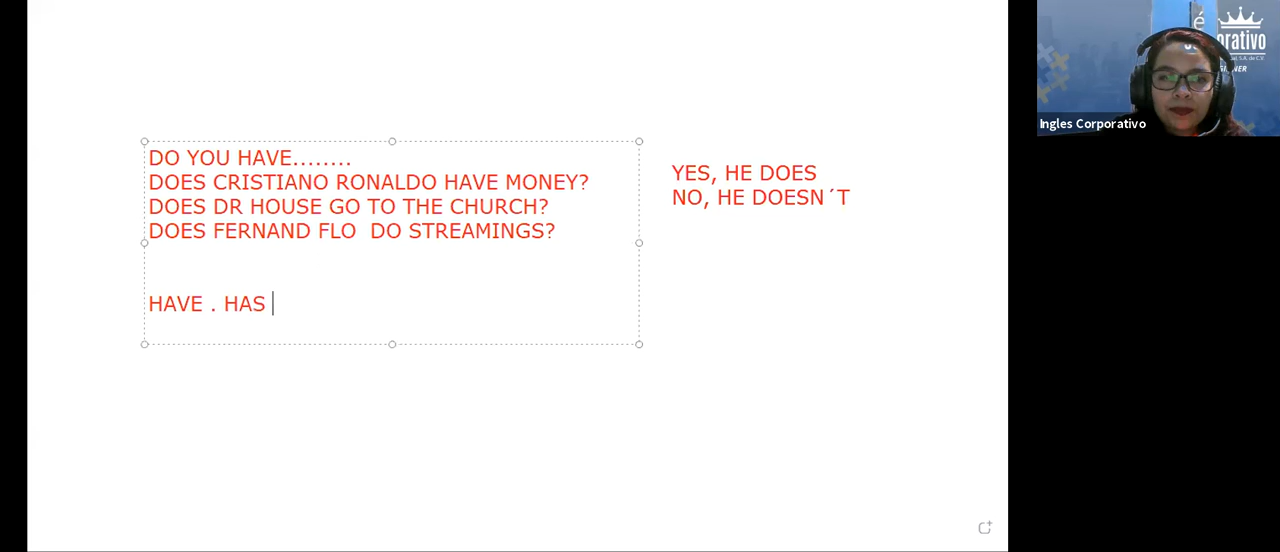 DO YOU HAVE........
DOES CRISTIANO RONALDO HAVE MONEY?
DOES DR HOUSE GO TO THE CHURCH?
DOES FERNAND FLO  DO STREAMINGS?
HAVE . HAS
YES, HE DOES
NO, HE DOESN´T
é
orativo
Ingles Corporativo